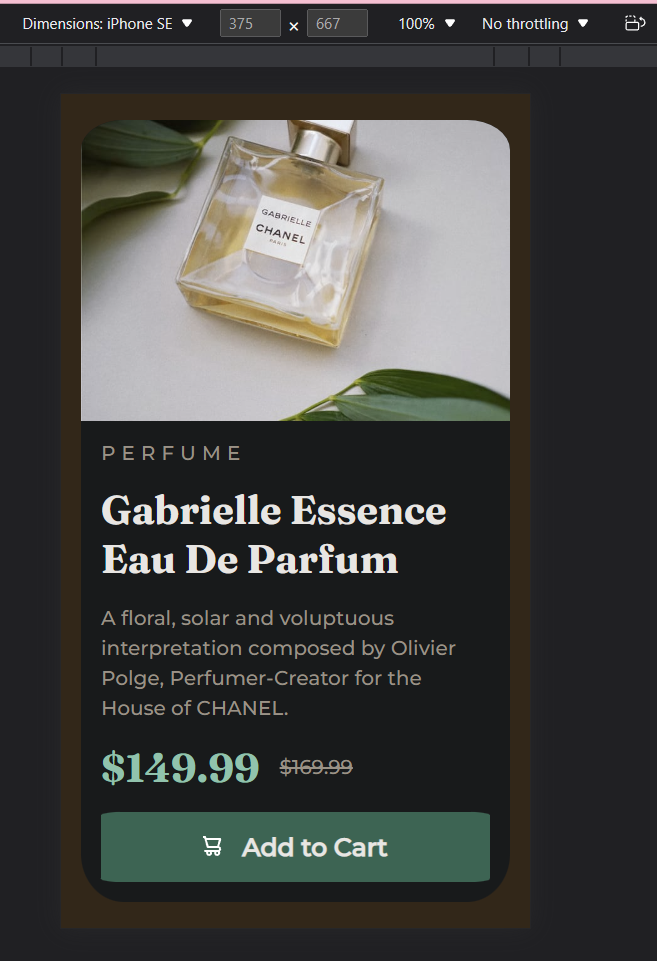 Dimensions: iPhone SE 375 × 667 100% No throttling
GABRIELLE
CHANEL
PARIS
PERFUME
Gabrielle Essence
Eau De Parfum
A floral, solar and voluptuous
interpretation composed by Olivier
Polge, Perfumer-Creator for the
House of CHANEL.
$149.99 $169.99
Add to Cart